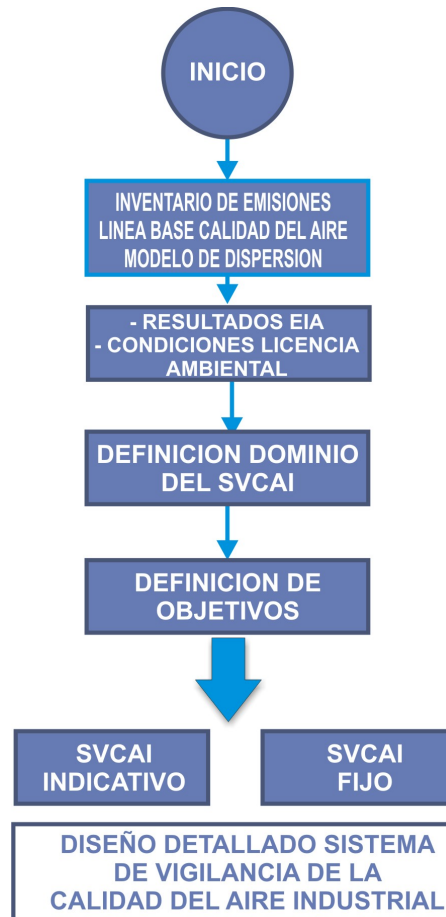 INICIO
INVENTARIO DE EMISIONES
LINEA BASE CALIDAD DEL AIRE
MODELO DE DISPERSION
- RESULTADOS EIA
- CONDICIONES LICENCIA
AMBIENTAL
DEFINICION DOMINIO
DEL SVCAI
DEFINICION DE
OBJETIVOS
SVCAI
INDICATIVO
SVCAI
FIJO
DISEÑO DETALLADO SISTEMA
DE VIGILANCIA DE LA
CALIDAD DEL AIRE INDUSTRIAL